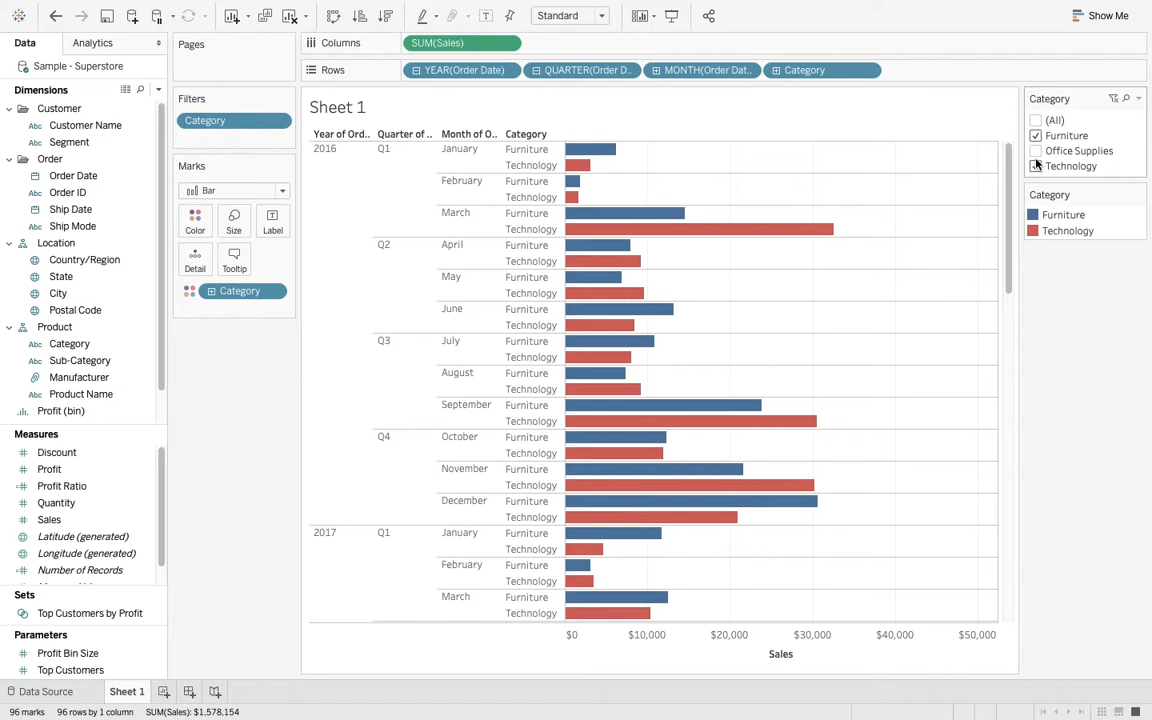 Standard
Show Me
Data
Analytics
Sample - Superstore
Dimensions
Customer
Abc Customer Name
Abc Segment
Order
Order Date
Abc Order ID
Ship Date
Abc Ship Mode
Location
Country/Region
State
City
Postal Code
Product
Abc Category
Abc Sub-Category
Manufacturer
Abc Product Name
Profit (bin)
Measures
Discount
Profit
Profit Ratio
Quantity
Sales
Latitude (generated)
Longitude (generated)
Number of Records
Sets
Top Customers by Profit
Parameters
Profit Bin Size
Top Customers
Pages
Filters
Category
Marks
Bar
Color
Size
Label
Detail
Tooltip
Category
Columns
SUM(Sales)
Rows
YEAR(Order Date)
QUARTER(Order D..
MONTH(Order Dat..
Category
Sheet 1
Year of Ord.. Quarter of .. Month of O.. Category
2016 Q1 January Furniture
Technology
February Furniture
Technology
March Furniture
Technology
Q2 April Furniture
Technology
May Furniture
Technology
June Furniture
Technology
Q3 July Furniture
Technology
August Furniture
Technology
September Furniture
Technology
Q4 October Furniture
Technology
November Furniture
Technology
December Furniture
Technology
2017 Q1 January Furniture
Technology
February Furniture
Technology
March Furniture
Technology
$0 $10,000 $20,000 $30,000 $40,000 $50,000
Sales
Category
(All)
Furniture
Office Supplies
Technology
Category
Furniture
Technology
Data Source
Sheet 1
96 marks
96 rows by 1 column
SUM(Sales): $1,578,154